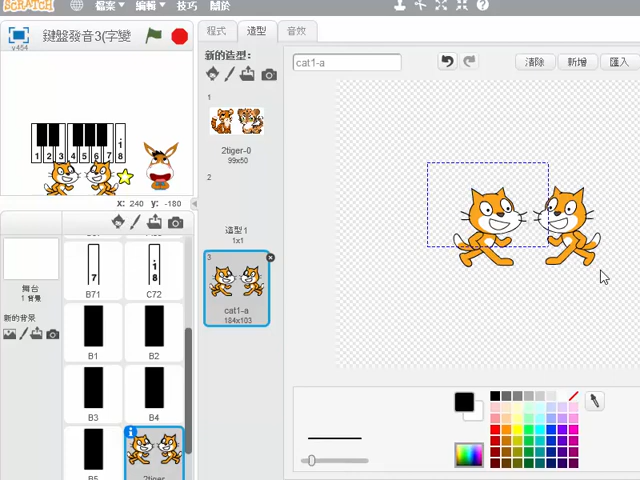 SCRATCH 檔案 編輯 技巧 關於
v454 鍵盤發音3(字變
程式 造型 音效
新的造型:
cat1-a
清除 新增 匯入
1
2tiger-0
99x50
2
造型1
1x1
3
cat1-a
184x103
1 2 3 4 5 6 7 i 8
x: 240 y: -180
舞台
1 背景
新的背景
7 i 8
B71 C72
B1 B2
B3 B4
B5 2tiger